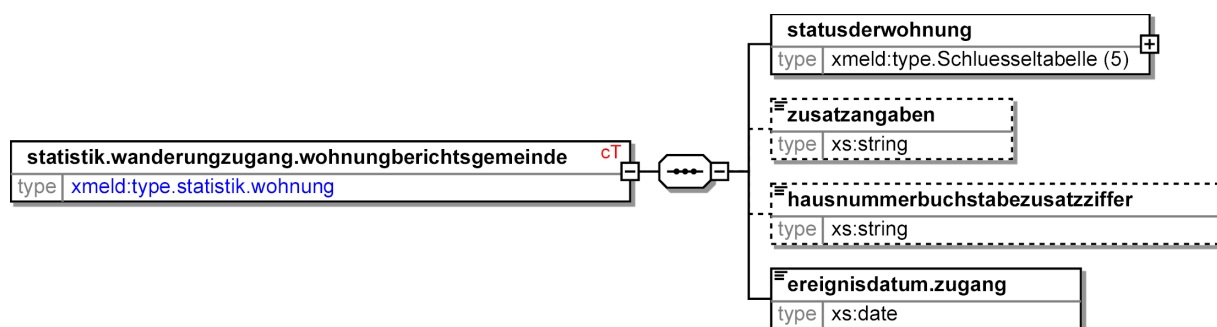 statistik.wanderungzugang.wohnungberichtsgemeinde cT
type xmeld:type.statistik.wohnung
statusderwohnung
type xmeld:type.Schluesseltabelle (5)
zusatzangaben
type xs:string
hausnummerbuchstabezusatzziffer
type xs:string
ereignisdatum.zugang
type xs:date